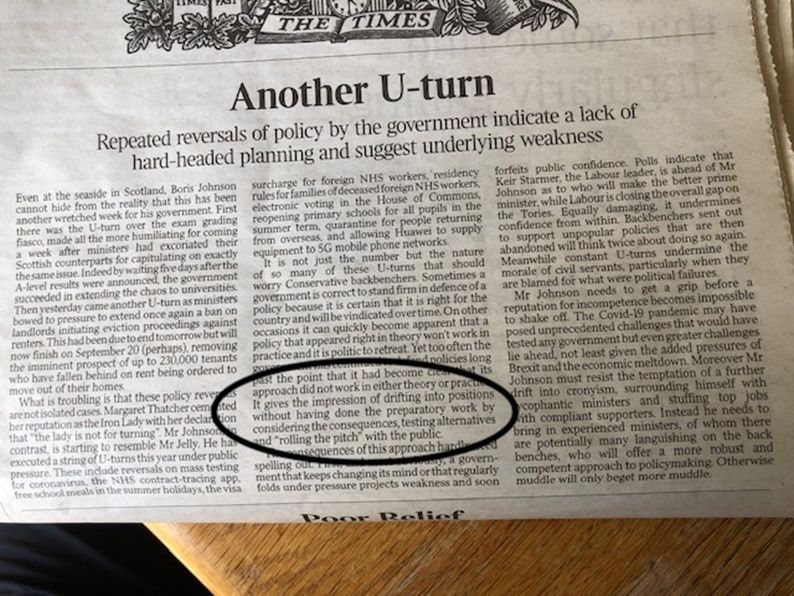 TIMES PAST
THE TIMES
Another U-turn
Repeated reversals of policy by the government indicate a lack of
hard-headed planning and suggest underlying weakness
Even at the seaside in Scotland, Boris Johnson
cannot hide from the reality that this has been
another wretched week for his government. First
there was the U-turn over the exam grading
fiasco, made all the more humiliating for coming
a week after ministers had excoriated their
Scottish counterparts for capitulating on exactly
the same issue. Indeed by waiting five days after the
A-level results were announced, the government
succeeded in extending the chaos to universities.
Then yesterday came another U-turn as ministers
bowed to pressure to extend once again a ban on
landlords initiating eviction proceedings against
renters. This had been due to end tomorrow but will
now finish on September 20 (perhaps), removing
the imminent prospect of up to 230,000 tenants
who have fallen behind on rent being ordered to
move out of their homes.
What is troubling is that these policy reversals
are not isolated cases. Margaret Thatcher cemented
her reputation as the Iron Lady with her declaration
that "the lady is not for turning". Mr Johnson, by
contrast, is starting to resemble Mr Jelly. He has
executed a string of U-turns this year under public
pressure. These include reversals on mass testing
for coronavirus, the NHS contract-tracing app,
free school meals in the summer holidays, the visa
surcharge for foreign NHS workers, residency
rules for families of deceased foreign NHS workers,
electronic voting in the House of Commons,
reopening primary schools for all pupils in the
summer term, quarantine for people returning
from overseas, and allowing Huawei to supply
equipment to 5G mobile phone networks.
It is not just the number but the nature
of so many of these U-turns that should
worry Conservative backbenchers. Sometimes a
government is correct to stand firm in defence of a
policy because it is certain that it is right for the
country and will be vindicated over time. On other
occasions it can quickly become apparent that a
policy that appeared right in theory won't work in
practice and it is politic to retreat. Yet too often the
has policies long
past the point that it had become clear that its
approach did not work in either theory or practice.
It gives the impression of drifting into positions
without having done the preparatory work by
considering the consequences, testing alternatives
and "rolling the pitch" with the public.
consequences of this approach hardly need
spelling out. First, a govern-
ment that keeps changing its mind or that regularly
folds under pressure projects weakness and soon
forfeits public confidence. Polls indicate that
Keir Starmer, the Labour leader, is ahead of Mr
Johnson as to who will make the better prime
minister, while Labour is closing the overall gap on
the Tories. Equally damaging, it undermines
confidence from within. Backbenchers sent out
to support unpopular policies that are then
abandoned will think twice about doing so again.
Meanwhile constant U-turns undermine the
morale of civil servants, particularly when they
are blamed for what were political failures.
Mr Johnson needs to get a grip before a
reputation for incompetence becomes impossible
to shake off. The Covid-19 pandemic may have
posed unprecedented challenges that would have
tested any government but even greater challenges
lie ahead, not least given the added pressures of
Brexit and the economic meltdown. Moreover Mr
Johnson must resist the temptation of a further
drift into cronyism, surrounding himself with
sycophantic ministers and stuffing top jobs
with compliant supporters. Instead he needs to
bring in experienced ministers, of whom there
are potentially many languishing on the back
benches, who will offer a more robust and
competent approach to policymaking. Otherwise
muddle will only beget more muddle.
Poor Relief